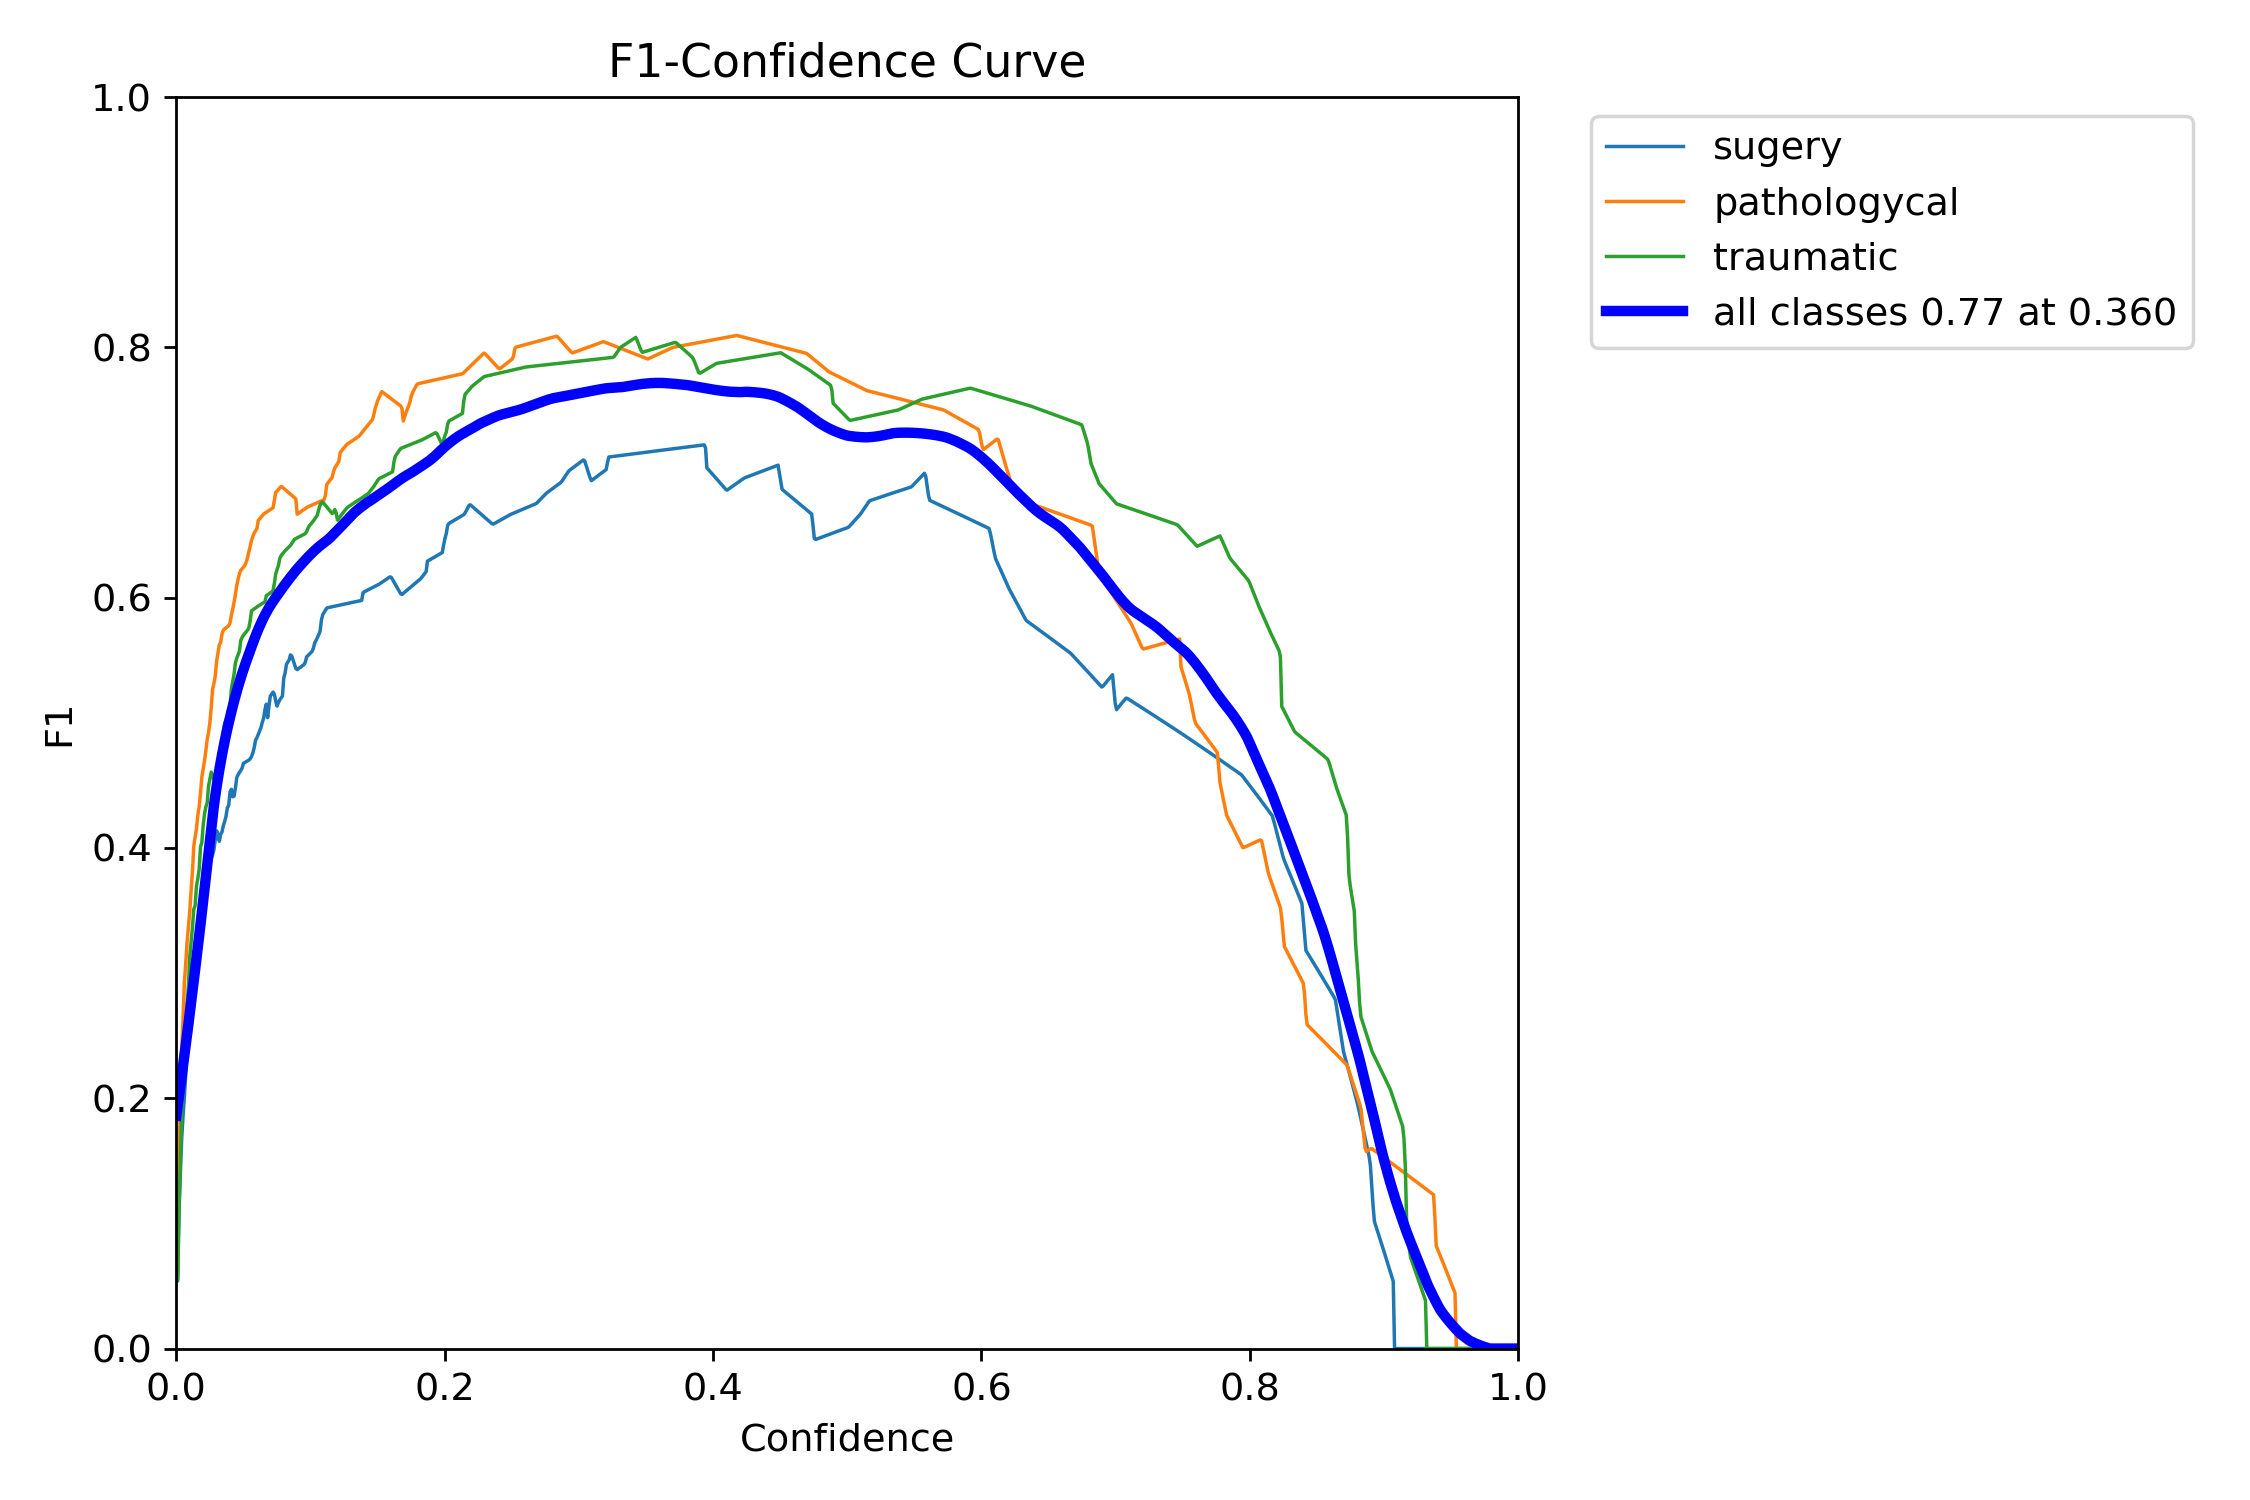 F1-Confidence Curve
1.0
0.8
0.6
0.4
0.2
0.0
F1
0.0 0.2 0.4 0.6 0.8 1.0
Confidence
sugery
pathologycal
traumatic
all classes 0.77 at 0.360